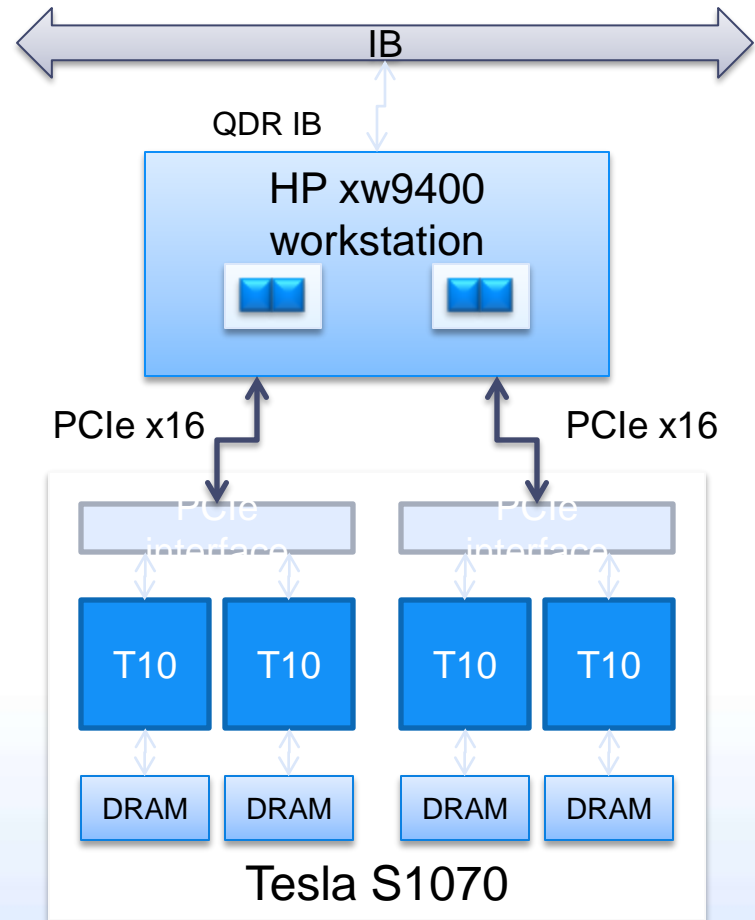 IB
QDR IB
HP xw9400
workstation
PCIe x16
PCIe x16
PCIe
interface
PCIe
interface
T10
T10
T10
T10
DRAM
DRAM
DRAM
DRAM
Tesla S1070